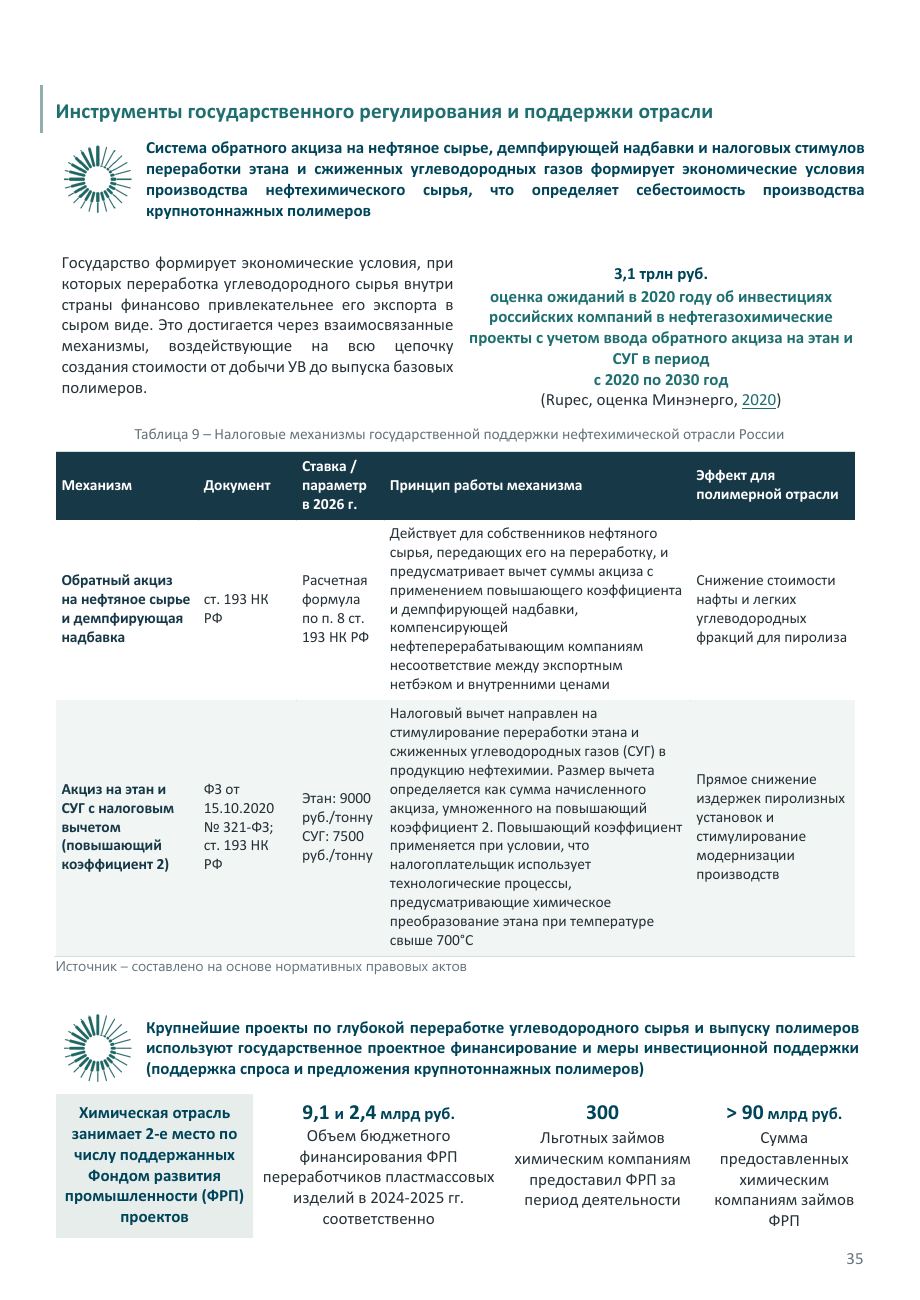 Инструменты государственного регулирования и поддержки отрасли
Система обратного акциза на нефтяное сырье, демпфирующей надбавки и налоговых стимулов
переработки этана и сжиженных углеводородных газов формирует экономические условия
производства нефтехимического сырья, что определяет себестоимость производства
крупнотоннажных полимеров
Государство формирует экономические условия, при
которых переработка углеводородного сырья внутри
страны финансово привлекательнее его экспорта в
сыром виде. Это достигается через взаимосвязанные
механизмы, воздействующие на всю цепочку
создания стоимости от добычи УВ до выпуска базовых
полимеров.
3,1 трлн руб.
оценка ожиданий в 2020 году об инвестициях
российских компаний в нефтегазохимические
проекты с учетом ввода обратного акциза на этан и
СУГ в период
с 2020 по 2030 год
(Rupec, оценка Минэнерго, 2020)
Таблица 9 – Налоговые механизмы государственной поддержки нефтехимической отрасли России
Механизм
Документ
Ставка /
параметр
в 2026 г.
Принцип работы механизма
Эффект для
полимерной отрасли
Обратный акциз
на нефтяное сырье
и демпфирующая
надбавка
ст. 193 НК
РФ
Расчетная
формула
по п. 8 ст.
193 НК РФ
Действует для собственников нефтяного
сырья, передающих его на переработку, и
предусматривает вычет суммы акциза с
применением повышающего коэффициента
и демпфирующей надбавки,
компенсирующей
нефтеперерабатывающим компаниям
несоответствие между экспортным
нетбэком и внутренними ценами
Снижение стоимости
нафты и легких
углеводородных
фракций для пиролиза
Акциз на этан и
СУГ с налоговым
вычетом
(повышающий
коэффициент 2)
ФЗ от
15.10.2020
№ 321-ФЗ;
ст. 193 НК
РФ
Этан: 9000
руб./тонну
СУГ: 7500
руб./тонну
Налоговый вычет направлен на
стимулирование переработки этана и
сжиженных углеводородных газов (СУГ) в
продукцию нефтехимии. Размер вычета
определяется как сумма начисленного
акциза, умноженного на повышающий
коэффициент 2. Повышающий коэффициент
применяется при условии, что
налогоплательщик использует
технологические процессы,
предусматривающие химическое
преобразование этана при температуре
свыше 700°С
Прямое снижение
издержек пиролизных
установок и
стимулирование
модернизации
производств
Источник – составлено на основе нормативных правовых актов
Крупнейшие проекты по глубокой переработке углеводородного сырья и выпуску полимеров
используют государственное проектное финансирование и меры инвестиционной поддержки
(поддержка спроса и предложения крупнотоннажных полимеров)
Химическая отрасль
занимает 2-е место по
числу поддержанных
Фондом развития
промышленности (ФРП)
проектов
9,1 и 2,4 млрд руб.
Объем бюджетного
финансирования ФРП
переработчиков пластмассовых
изделий в 2024-2025 гг.
соответственно
300
Льготных займов
химическим компаниям
предоставил ФРП за
период деятельности
> 90 млрд руб.
Сумма
предоставленных
химическим
компаниям займов
ФРП
35